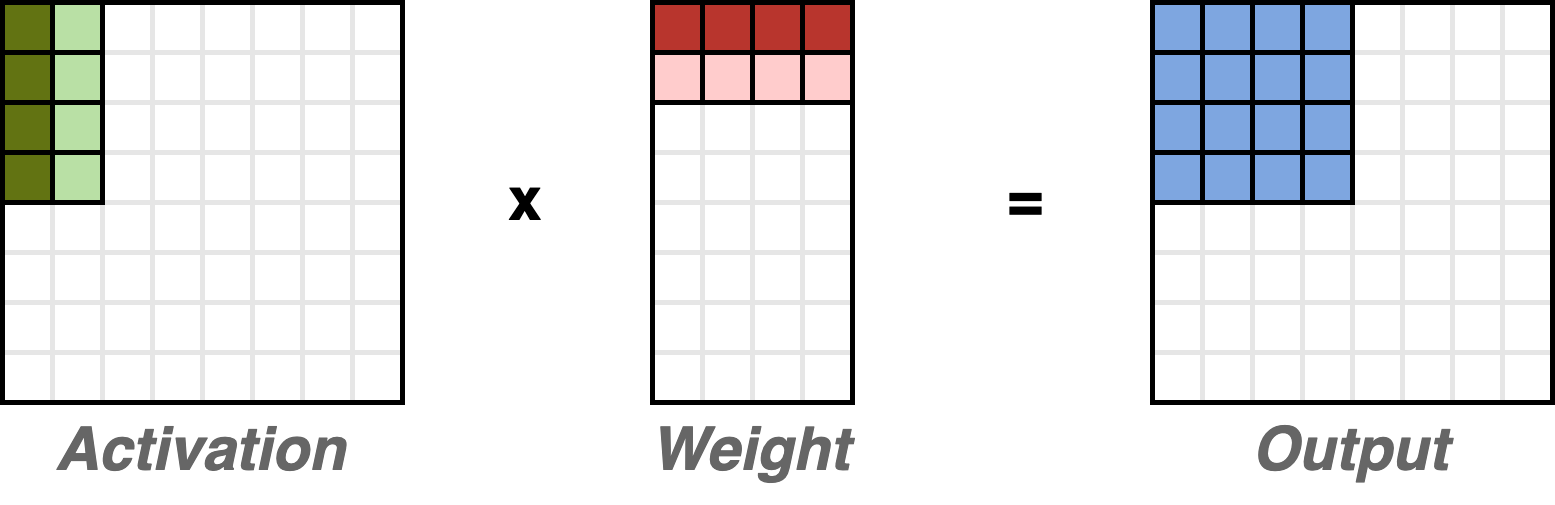 x
=
Activation
Weight
Output